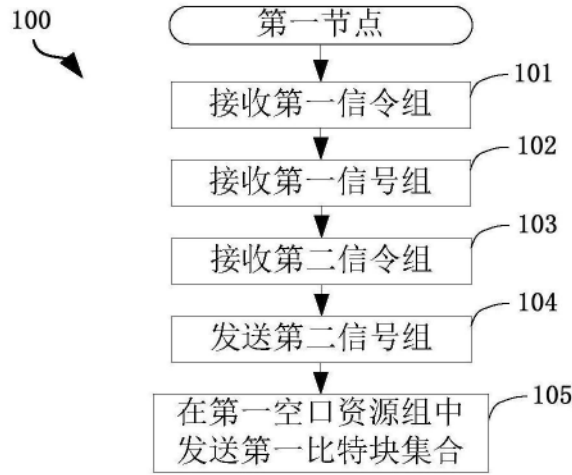 100
第一节点
101
接收第一信令组
102
接收第一信号组
103
接收第二信令组
104
发送第二信号组
105
在第一空口资源组中
发送第一比特块集合